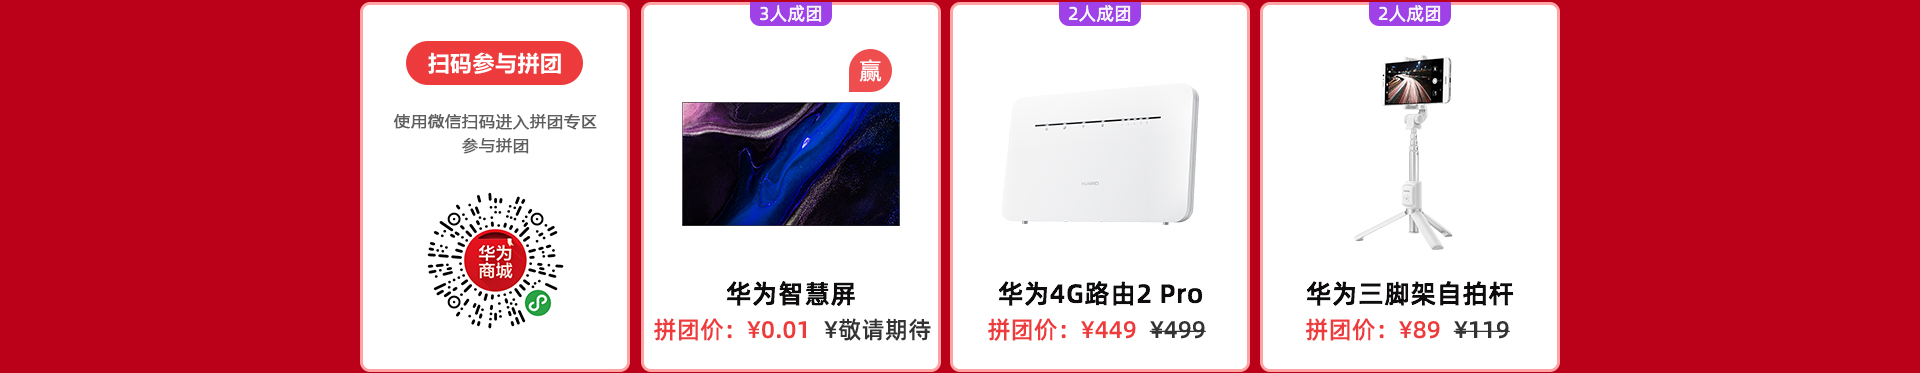 扫码参与拼团
使用微信扫码进入拼团专区
参与拼团
华为
商城
3人成团
赢
华为智慧屏
拼团价：¥0.01 ¥敬请期待
2人成团
HUAWEI
华为4G路由2 Pro
拼团价：¥449 ¥499
2人成团
华为三脚架自拍杆
拼团价：¥89 ¥119